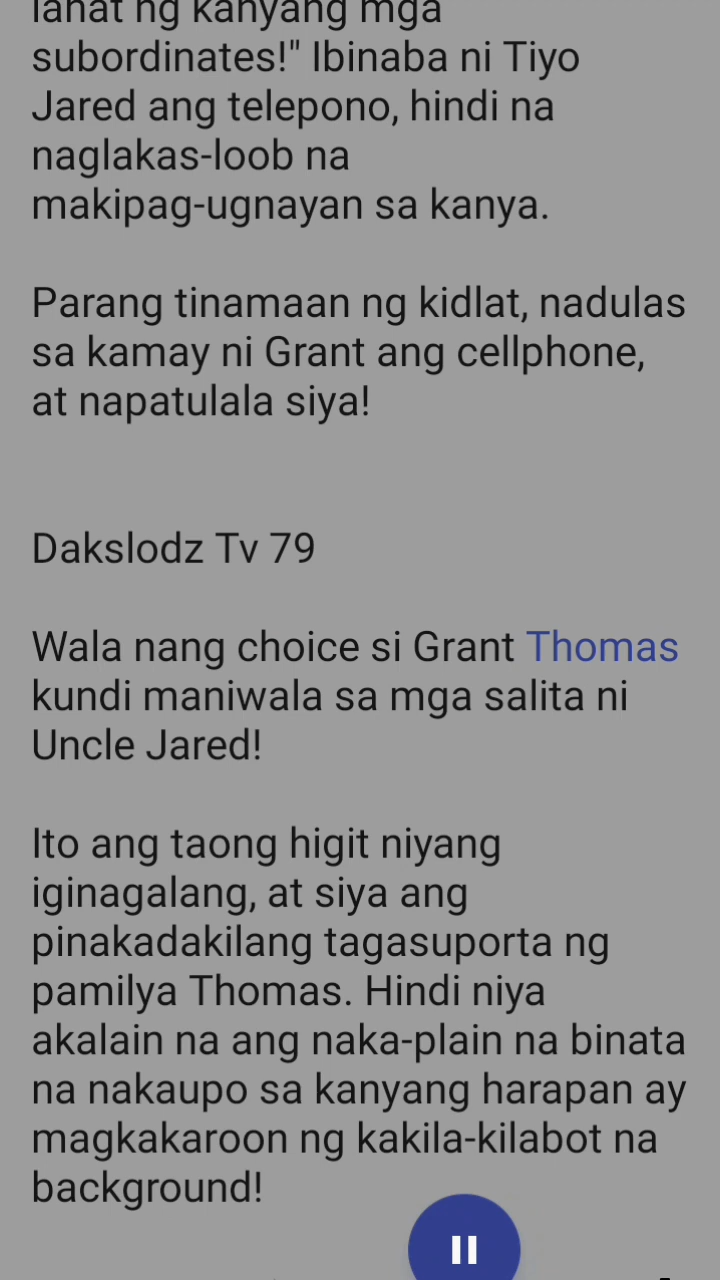 lahat ng kanyang mga
subordinates!" Ibinaba ni Tiyo
Jared ang telepono, hindi na
naglakas-loob na
makipag-ugnayan sa kanya.
Parang tinamaan ng kidlat, nadulas
sa kamay ni Grant ang cellphone,
at napatulala siya!
Dakslodz Tv 79
Wala nang choice si Grant Thomas
kundi maniwala sa mga salita ni
Uncle Jared!
Ito ang taong higit niyang
iginagalang, at siya ang
pinakadakilang tagasuporta ng
pamilya Thomas. Hindi niya
akalain na ang naka-plain na binata
na nakaupo sa kanyang harapan ay
magkakaroon ng kakila-kilabot na
background!